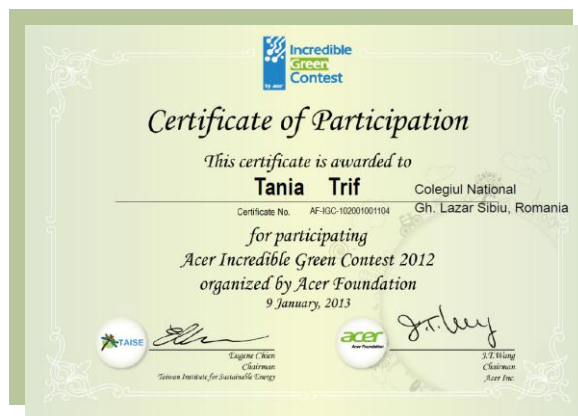 Incredible
Green
Contest
by acer
Certificate of Participation
This certificate is awarded to
Tania Trif
Colegiul National
Gh. Lazar Sibiu, Romania
Certificate No. AF-IGC-102001001104
for participating
Acer Incredible Green Contest 2012
organized by Acer Foundation
9 January, 2013
TAISE
Eugene Chien
Chairman
Taiwan Institute for Sustainable Energy
acer
Acer Foundation
J.T. Wang
J.T. Wang
Chairman
Acer Inc.